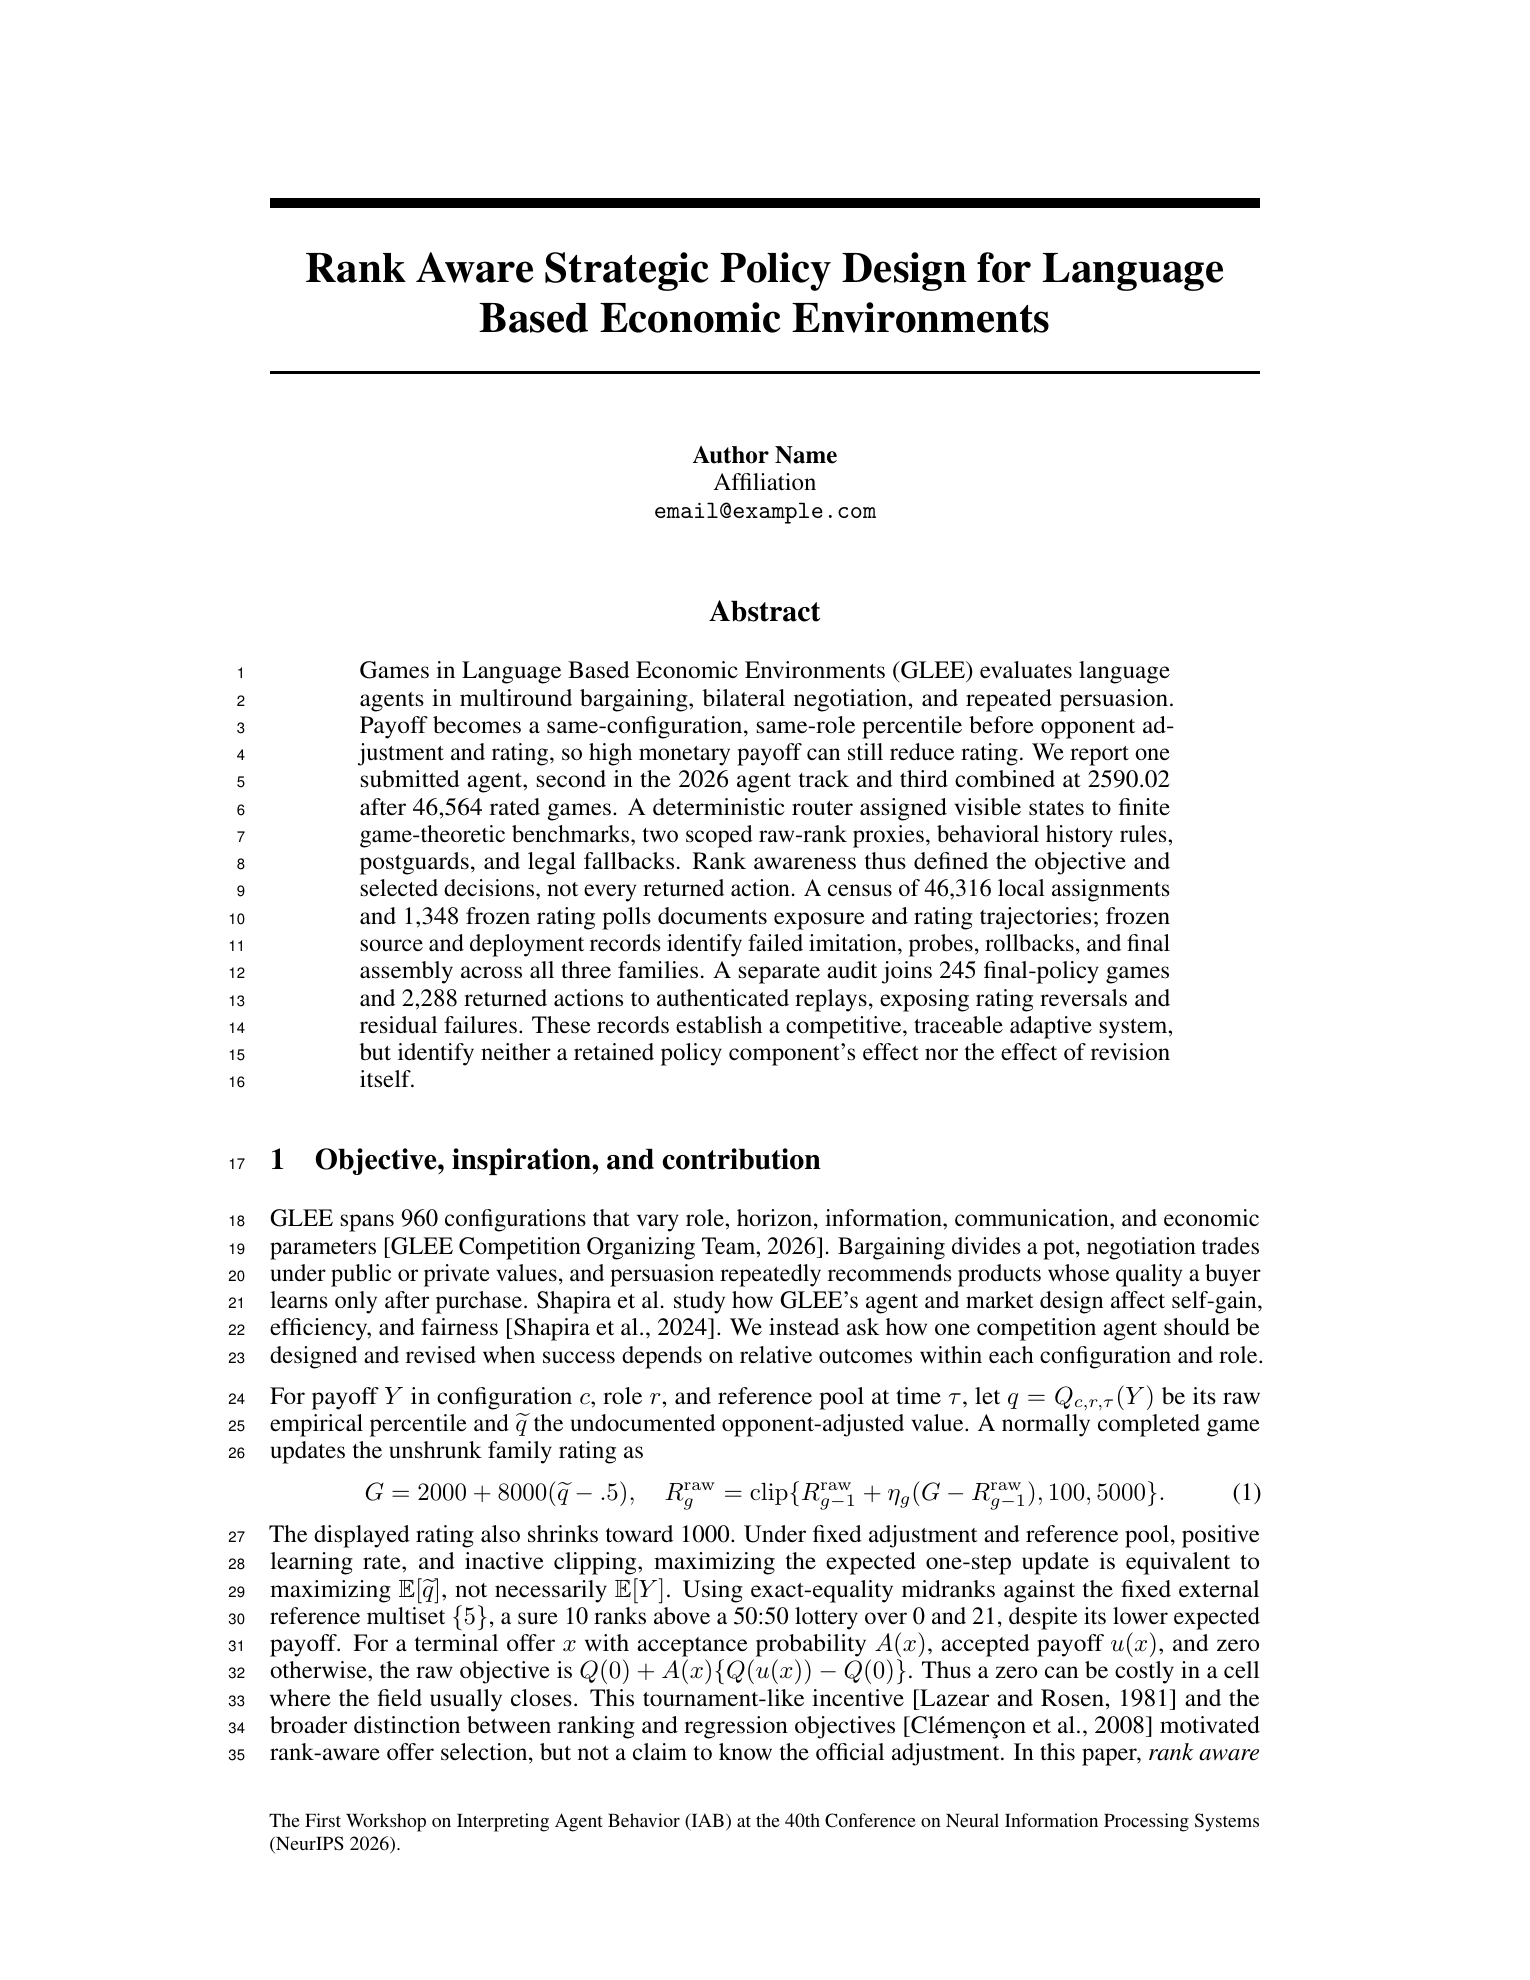 Rank Aware Strategic Policy Design for Language
Based Economic Environments
Author Name
Affiliation
email@example.com
Abstract
1 Games in Language Based Economic Environments (GLEE) evaluates language
2 agents in multiround bargaining, bilateral negotiation, and repeated persuasion.
3 Payoff becomes a same-configuration, same-role percentile before opponent ad-
4 justment and rating, so high monetary payoff can still reduce rating. We report one
5 submitted agent, second in the 2026 agent track and third combined at 2590.02
6 after 46,564 rated games. A deterministic router assigned visible states to finite
7 game-theoretic benchmarks, two scoped raw-rank proxies, behavioral history rules,
8 postguards, and legal fallbacks. Rank awareness thus defined the objective and
9 selected decisions, not every returned action. A census of 46,316 local assignments
10 and 1,348 frozen rating polls documents exposure and rating trajectories; frozen
11 source and deployment records identify failed imitation, probes, rollbacks, and final
12 assembly across all three families. A separate audit joins 245 final-policy games
13 and 2,288 returned actions to authenticated replays, exposing rating reversals and
14 residual failures. These records establish a competitive, traceable adaptive system,
15 but identify neither a retained policy component's effect nor the effect of revision
16 itself.
17 1 Objective, inspiration, and contribution
18 GLEE spans 960 configurations that vary role, horizon, information, communication, and economic
19 parameters [GLEE Competition Organizing Team, 2026]. Bargaining divides a pot, negotiation trades
20 under public or private values, and persuasion repeatedly recommends products whose quality a buyer
21 learns only after purchase. Shapira et al. study how GLEE's agent and market design affect self-gain,
22 efficiency, and fairness [Shapira et al., 2024]. We instead ask how one competition agent should be
23 designed and revised when success depends on relative outcomes within each configuration and role.
24 For payoff Y in configuration c, role r, and reference pool at time τ, let q = Q_{c,r,τ}(Y) be its raw
25 empirical percentile and q̃ the undocumented opponent-adjusted value. A normally completed game
26 updates the unshrunk family rating as
G = 2000 + 8000(q̃ − .5), R_g^{raw} = clip{R_{g−1}^{raw} + η_g(G − R_{g−1}^{raw}), 100, 5000}. (1)
27 The displayed rating also shrinks toward 1000. Under fixed adjustment and reference pool, positive
28 learning rate, and inactive clipping, maximizing the expected one-step update is equivalent to
29 maximizing 𝔼[q̃], not necessarily 𝔼[Y]. Using exact-equality midranks against the fixed external
30 reference multiset {5}, a sure 10 ranks above a 50:50 lottery over 0 and 21, despite its lower expected
31 payoff. For a terminal offer x with acceptance probability A(x), accepted payoff u(x), and zero
32 otherwise, the raw objective is Q(0) + A(x){Q(u(x)) − Q(0)}. Thus a zero can be costly in a cell
33 where the field usually closes. This tournament-like incentive [Lazear and Rosen, 1981] and the
34 broader distinction between ranking and regression objectives [Clémençon et al., 2008] motivated
35 rank-aware offer selection, but not a claim to know the official adjustment. In this paper, rank aware
The First Workshop on Interpreting Agent Behavior (IAB) at the 40th Conference on Neural Information Processing Systems
(NeurIPS 2026).